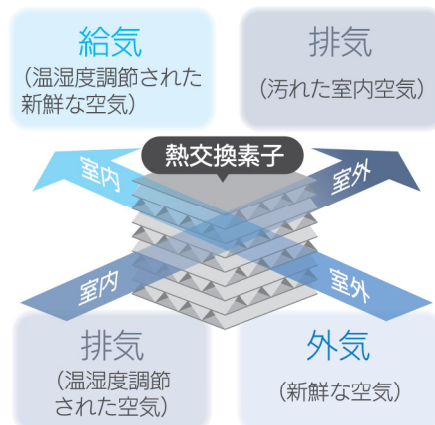 給気
（温湿度調節された
新鮮な空気）
排気
（汚れた室内空気）
熱交換素子
室内
室外
室内
室外
排気
（温湿度調節
された空気）
外気
（新鮮な空気）